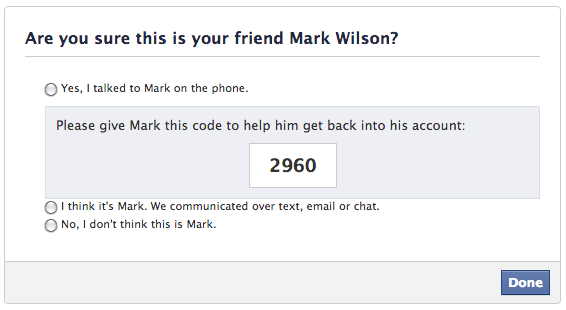 Are you sure this is your friend Mark Wilson?
Yes, I talked to Mark on the phone.
Please give Mark this code to help him get back into his account:
2960
I think it's Mark. We communicated over text, email or chat.
No, I don't think this is Mark.
Done